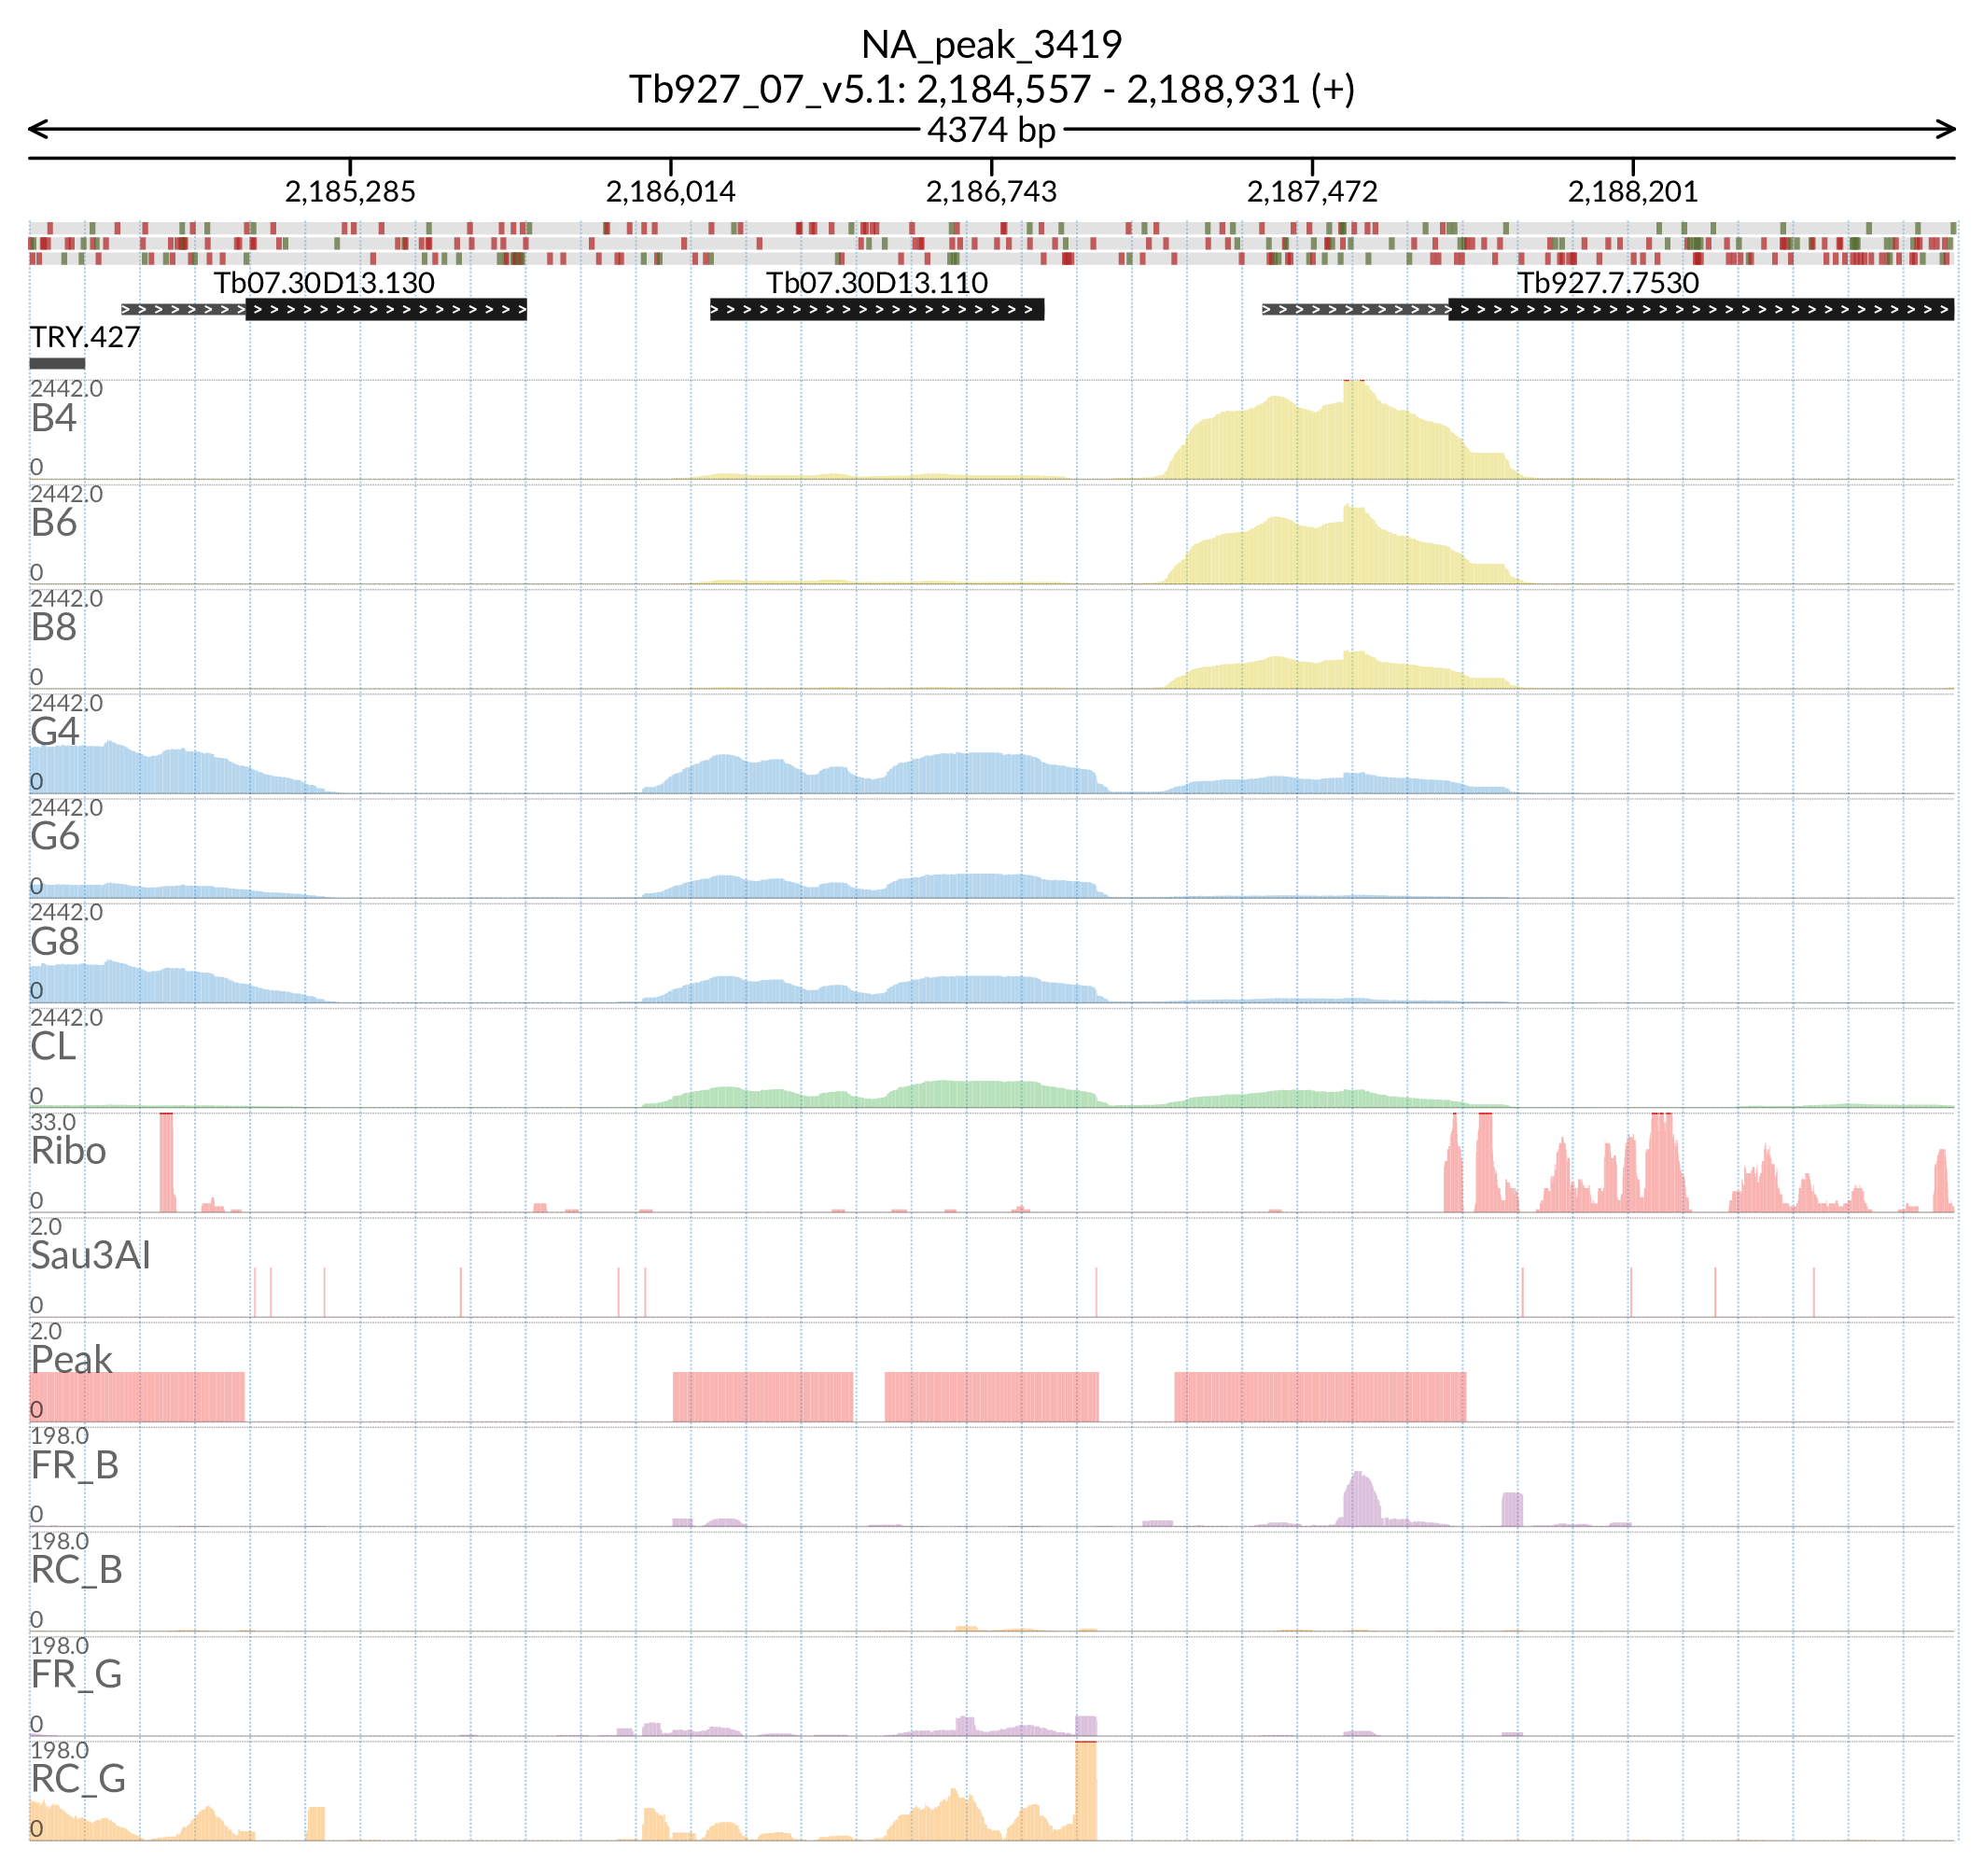 NA_peak_3419
Tb927_07_v5.1: 2,184,557 - 2,188,931 (+)
4374 bp
2,185,285 2,186,014 2,186,743 2,187,472 2,188,201
Tb07.30D13.130 Tb07.30D13.110 Tb927.7.7530
TRY.427
2442.0
B4
0
2442.0
B6
0
2442.0
B8
0
2442.0
G4
0
2442.0
G6
0
2442.0
G8
0
2442.0
CL
0
33.0
Ribo
0
2.0
Sau3AI
0
2.0
Peak
0
198.0
FR_B
0
198.0
RC_B
0
198.0
FR_G
0
198.0
RC_G
0